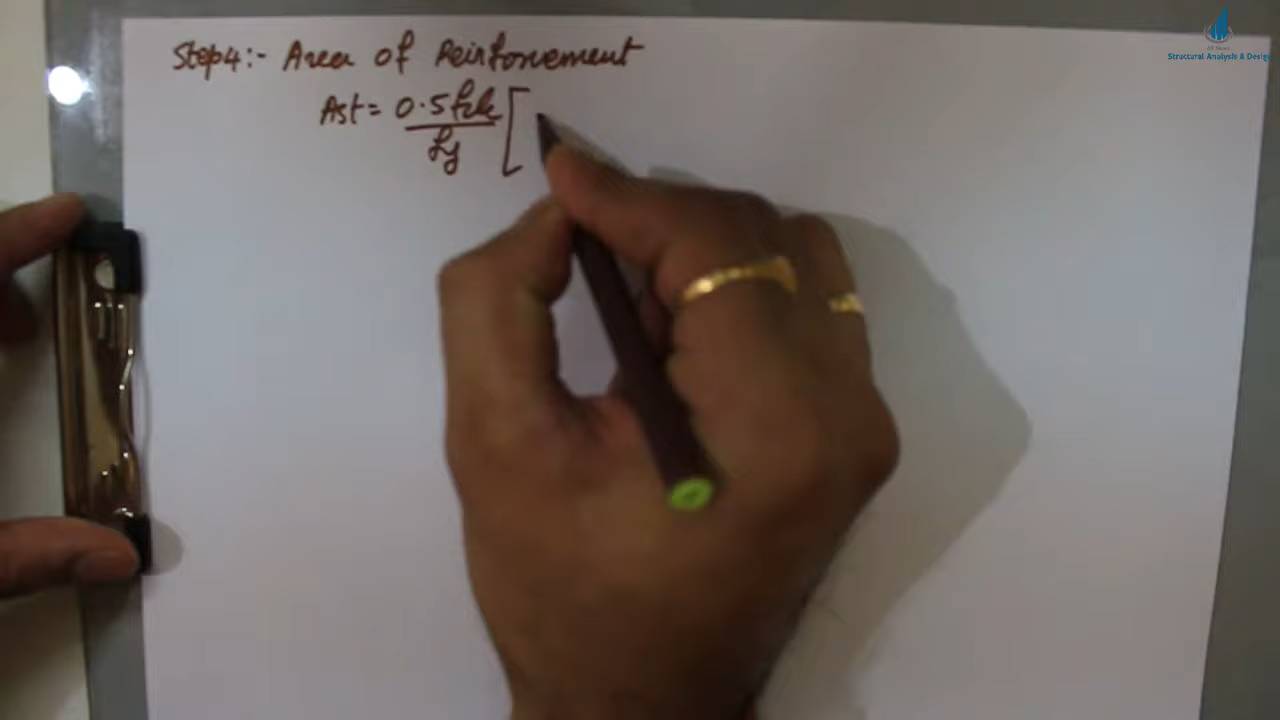 Step4:- Area of Reinforcement
Ast = 0.5fck/fy [
Structural Analysis & Design